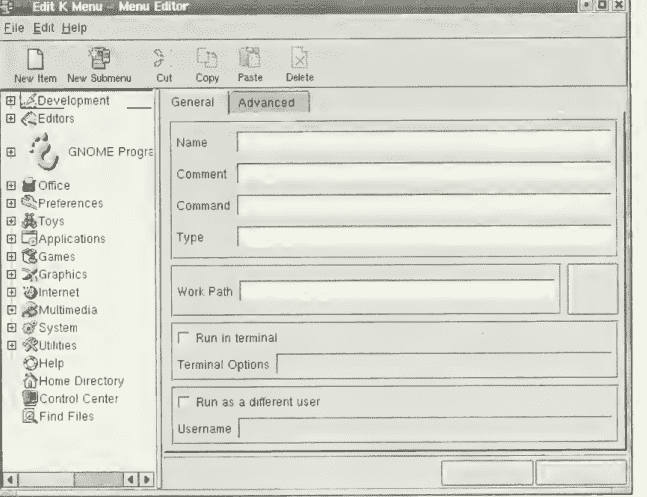 Edit K Menu – Menu Editor
File Edit Help
New Item New Submenu Cut Copy Paste Delete
Development
Editors
GNOME Progra
Office
Preferences
Toys
Applications
Games
Graphics
Internet
Multimedia
System
Utilities
Help
Home Directory
Control Center
Find Files
General Advanced
Name
Comment
Command
Type
Work Path
Run in terminal
Terminal Options
Run as a different user
Username